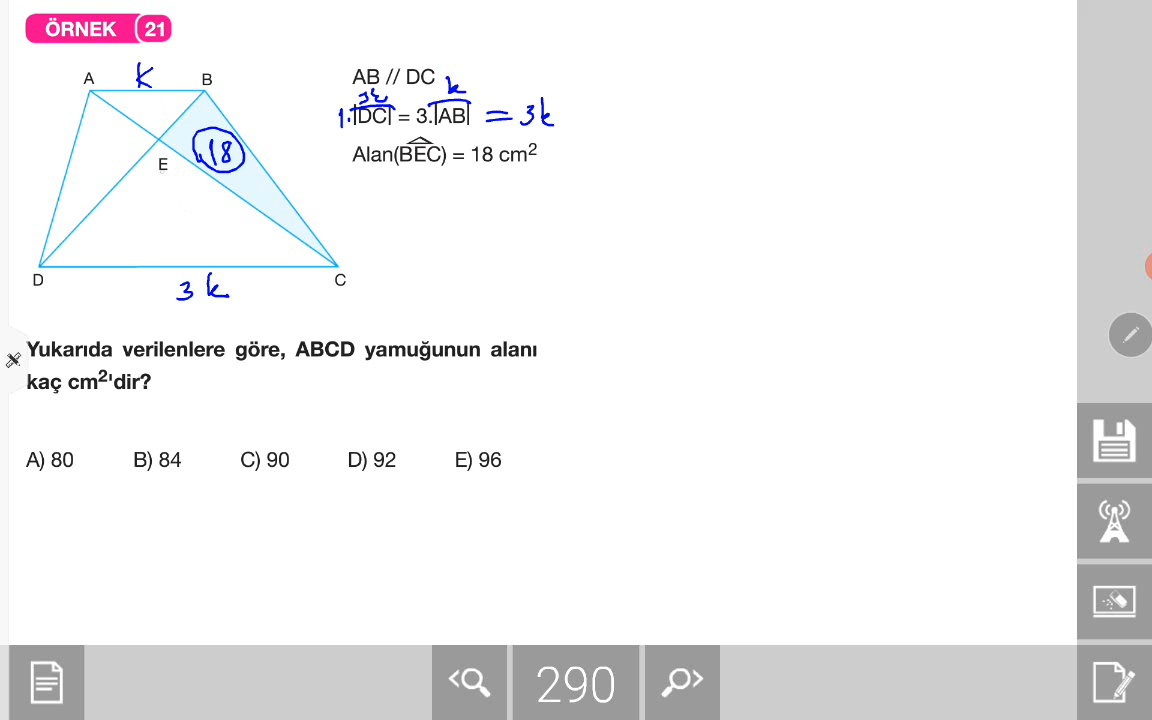 ÖRNEK 21
A K B
AB // DC
3k k
1.|DC| = 3.|AB| = 3k
E 18
Alan(BEC) = 18 cm²
D C
3 k
Yukarıda verilenlere göre, ABCD yamuğunun alanı
kaç cm²'dir?
A) 80 B) 84 C) 90 D) 92 E) 96
290